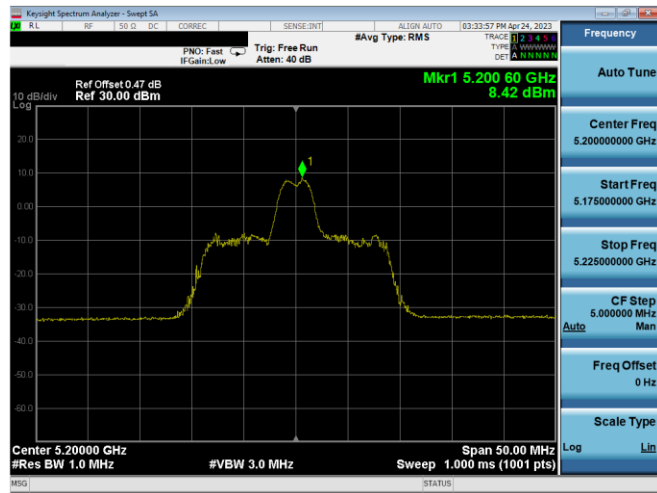 Keysight Spectrum Analyzer - Swept SA
RL RF 50 Ω DC CORREC SENSE:INT ALIGN AUTO 03:33:57 PM Apr 24, 2023
#Avg Type: RMS
TRACE 1 2 3 4 5 6
TYPE A WWWWW
DET A N N N N N
PNO: Fast
IFGain:Low
Trig: Free Run
Atten: 40 dB
Mkr1 5.200 60 GHz
8.42 dBm
Ref Offset 0.47 dB
Ref 30.00 dBm
10 dB/div
Log
20.0
10.0
0.00
-10.0
-20.0
-30.0
-40.0
-50.0
-60.0
1
Center 5.20000 GHz
Span 50.00 MHz
#Res BW 1.0 MHz
#VBW 3.0 MHz
Sweep 1.000 ms (1001 pts)
MSG
STATUS
Frequency
Auto Tune
Center Freq
5.200000000 GHz
Start Freq
5.175000000 GHz
Stop Freq
5.225000000 GHz
CF Step
5.000000 MHz
Auto Man
Freq Offset
0 Hz
Scale Type
Log Lin